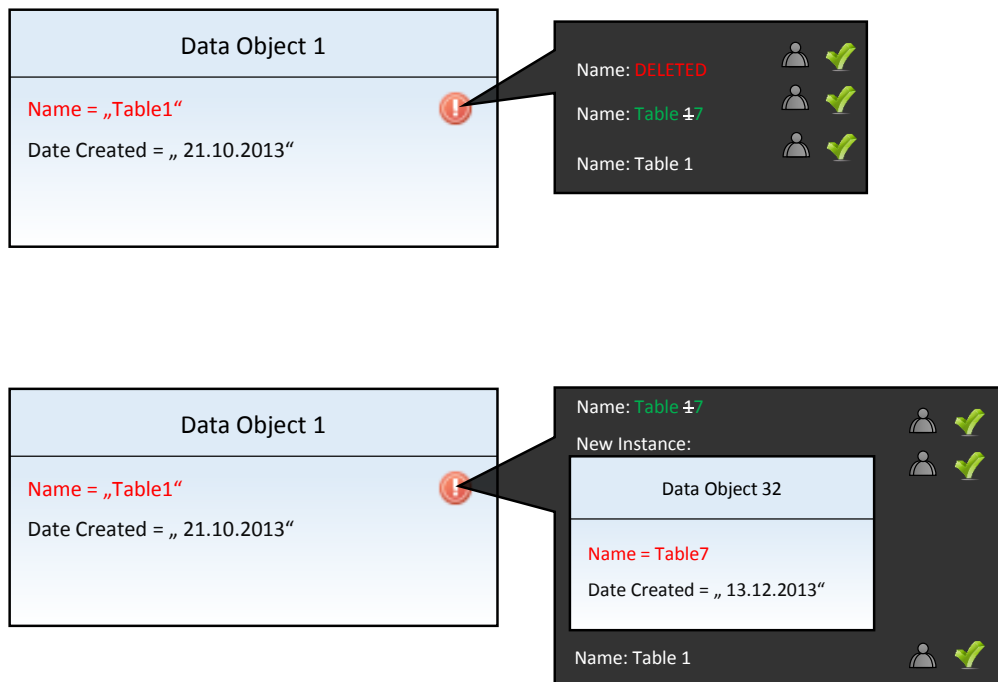 Data Object 1
Name = „Table1“
Date Created = „ 21.10.2013“
Name: DELETED
Name: Table 17
Name: Table 1
Data Object 1
Name = „Table1“
Date Created = „ 21.10.2013“
Name: Table 17
New Instance:
Data Object 32
Name = Table7
Date Created = „ 13.12.2013“
Name: Table 1